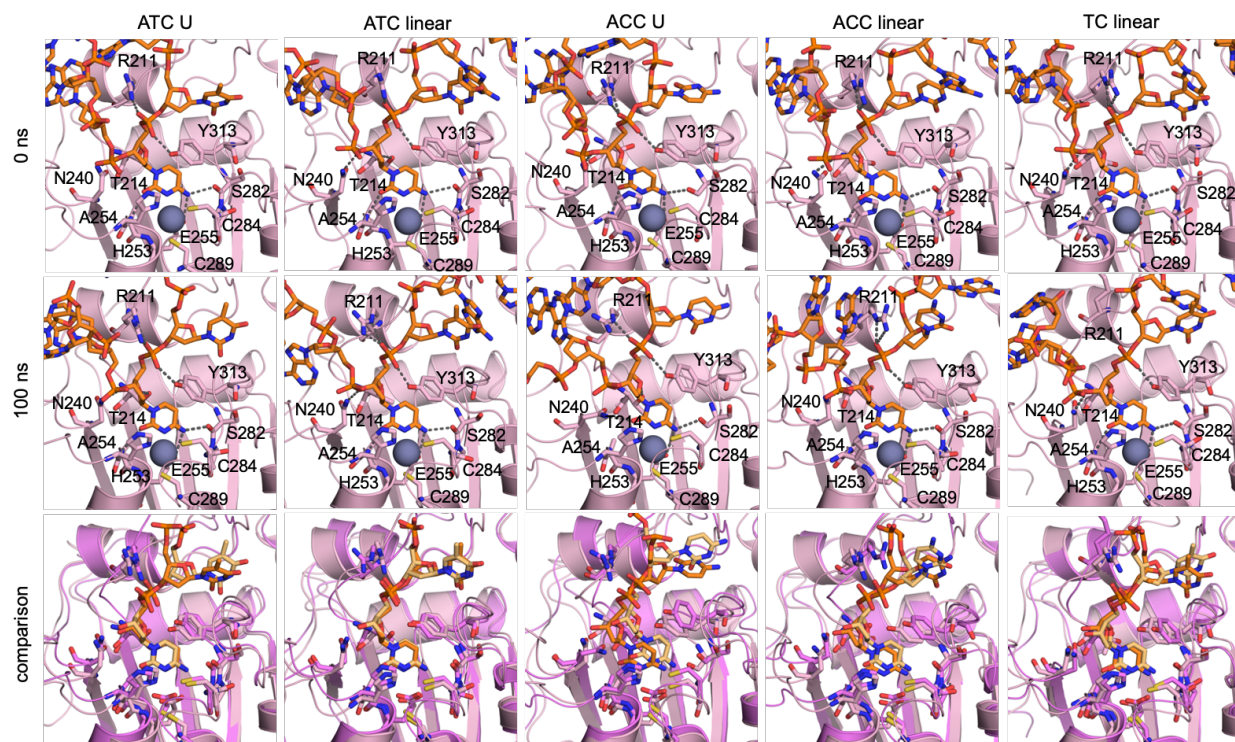 ATC U
ATC linear
ACC U
ACC linear
TC linear
0 ns
R211
Y313
N240
T214
S282
A254
C284
E255
H253
C289
R211
Y313
N240
T214
S282
A254
C284
E255
H253
C289
R211
Y313
N240
T214
S282
A254
C284
E255
H253
C289
R211
Y313
N240
T214
S282
A254
C284
E255
H253
C289
R211
Y313
N240
T214
S282
A254
C284
H253
C289
100 ns
R211
Y313
N240
T214
S282
A254
C284
E255
H253
C289
R211
Y313
N240
T214
S282
A254
C284
E255
H253
C289
R211
Y313
N240
T214
S282
A254
C284
E255
H253
C289
R211
Y313
N240
T214
S282
A254
C284
E255
H253
C289
R211
Y313
N240
T214
S282
A254
C284
E255
H253
C289
comparison